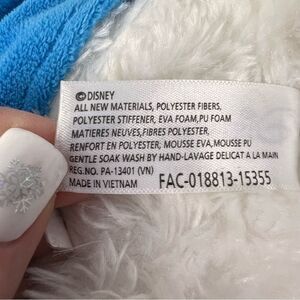 ©DISNEY
ALL NEW MATERIALS, POLYESTER FIBERS,
POLYESTER STIFFENER, EVA FOAM,PU FOAM
MATIERES NEUVES,FIBRES POLYESTER,
RENFORT EN POLYESTER, MOUSSE EVA,MOUSSE PU
GENTLE SOAK WASH BY HAND-LAVAGE DELICAT A LA MAIN
REG.NO. PA-13401 (VN)
MADE IN VIETNAM FAC-018813-15355